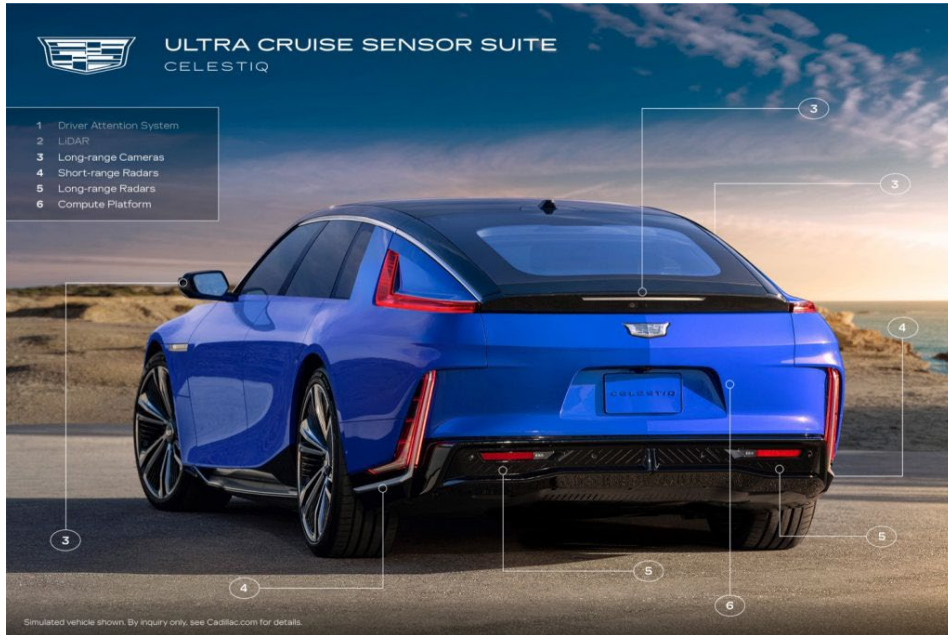 ULTRA CRUISE SENSOR SUITE
CELESTIQ
1 Driver Attention System
2 LiDAR
3 Long-range Cameras
4 Short-range Radars
5 Long-range Radars
6 Compute Platform
3
3
4
CELESTIQ
3
5
5
4
6
Simulated vehicle shown. By inquiry only, see Cadillac.com for details.